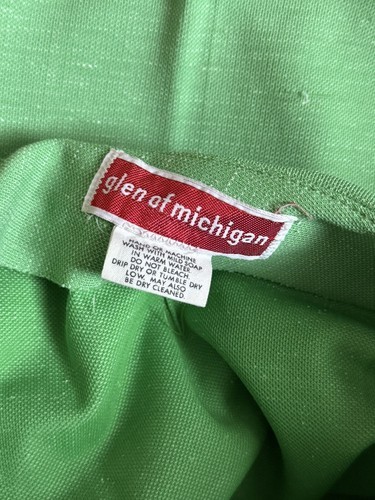 glen of michigan
HAND OR MACHINE
WASH WITH MILD SOAP
IN WARM WATER
DO NOT BLEACH.
DRIP DRY OR TUMBLE DRY
LOW. MAY ALSO
BE DRY CLEANED.